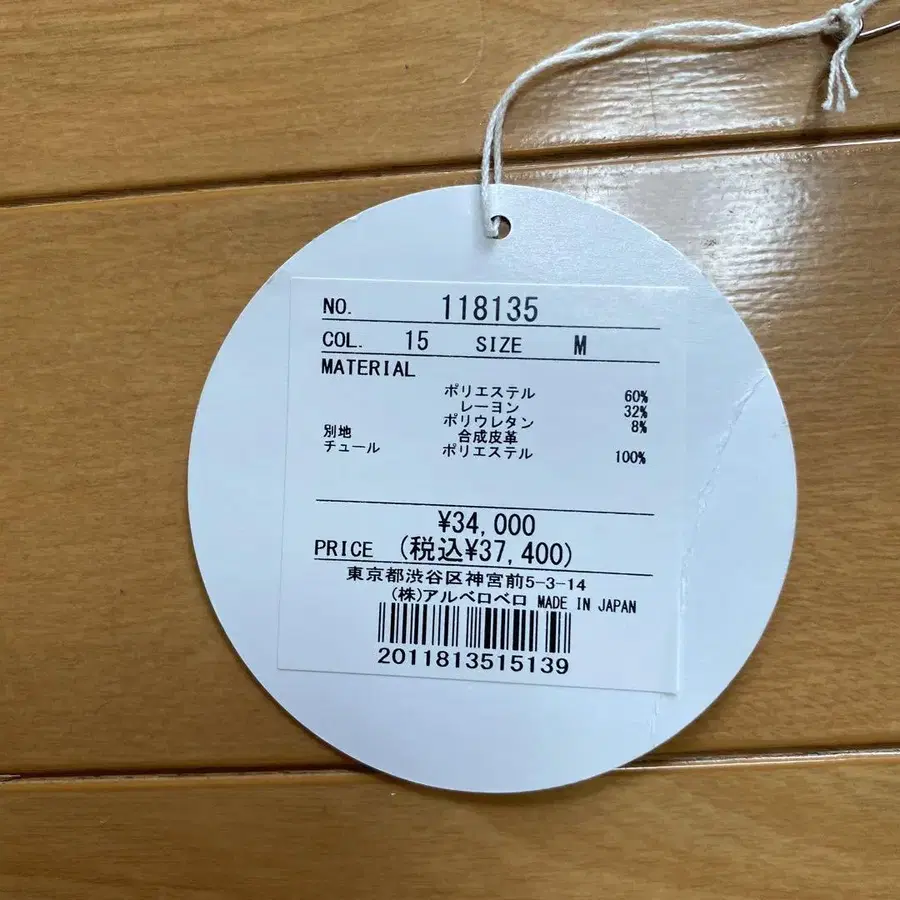 NO. 118135
COL. 15 SIZE M
MATERIAL
ポリエステル 60%
レーヨン 32%
ポリウレタン 8%
別地 合成皮革
チュール ポリエステル 100%
¥34,000
PRICE (税込¥37,400)
東京都渋谷区神宮前5-3-14
(株)アルベロベロ MADE IN JAPAN
2011813515139